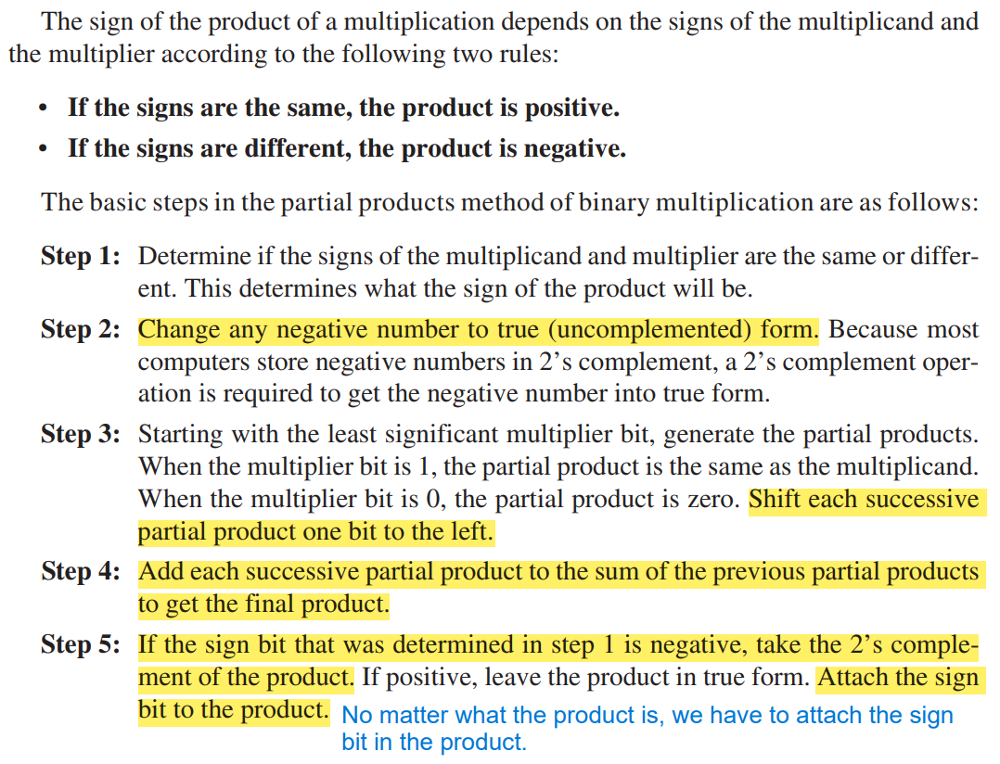 The sign of the product of a multiplication depends on the signs of the multiplicand and
the multiplier according to the following two rules:
• If the signs are the same, the product is positive.
• If the signs are different, the product is negative.
The basic steps in the partial products method of binary multiplication are as follows:
Step 1: Determine if the signs of the multiplicand and multiplier are the same or differ-
ent. This determines what the sign of the product will be.
Step 2: Change any negative number to true (uncomplemented) form. Because most
computers store negative numbers in 2’s complement, a 2’s complement oper-
ation is required to get the negative number into true form.
Step 3: Starting with the least significant multiplier bit, generate the partial products.
When the multiplier bit is 1, the partial product is the same as the multiplicand.
When the multiplier bit is 0, the partial product is zero. Shift each successive
partial product one bit to the left.
Step 4: Add each successive partial product to the sum of the previous partial products
to get the final product.
Step 5: If the sign bit that was determined in step 1 is negative, take the 2’s comple-
ment of the product. If positive, leave the product in true form. Attach the sign
bit to the product. No matter what the product is, we have to attach the sign
bit in the product.